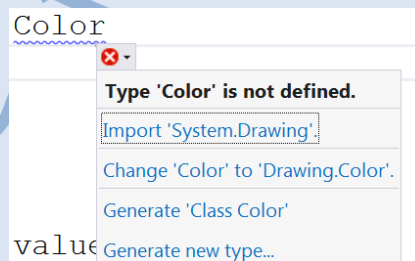 Color
Type 'Color' is not defined.
Import 'System.Drawing'.
Change 'Color' to 'Drawing.Color'.
Generate 'Class Color'
value
Generate new type...